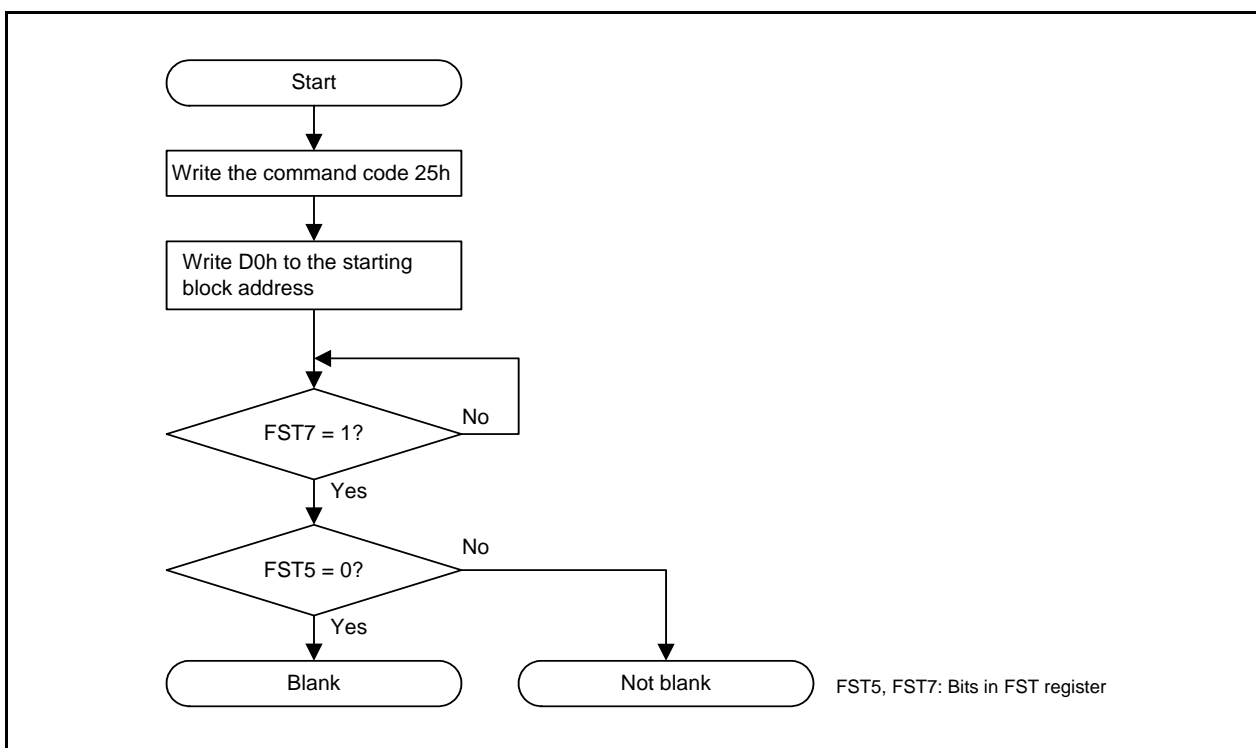 Start
Write the command code 25h
Write D0h to the starting
block address
FST7 = 1?
No
Yes
FST5 = 0?
No
Yes
Blank
Not blank
FST5, FST7: Bits in FST register